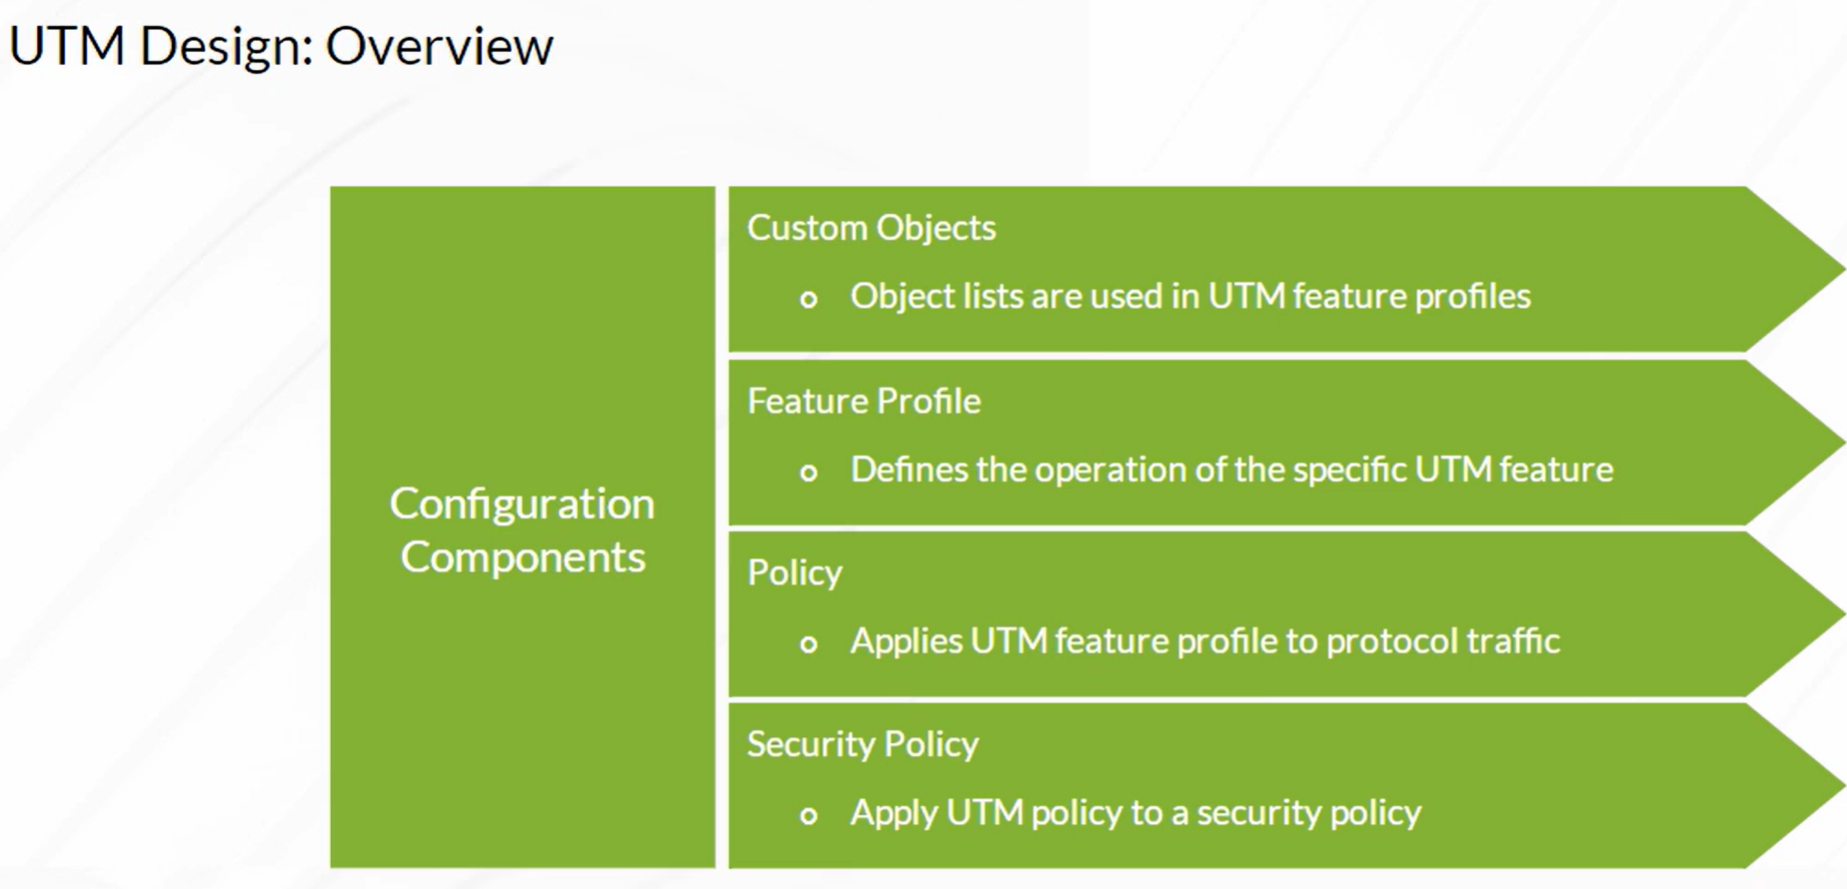 UTM Design: Overview
Configuration
Components
Custom Objects
Object lists are used in UTM feature profiles
Feature Profile
Defines the operation of the specific UTM feature
Policy
Applies UTM feature profile to protocol traffic
Security Policy
Apply UTM policy to a security policy